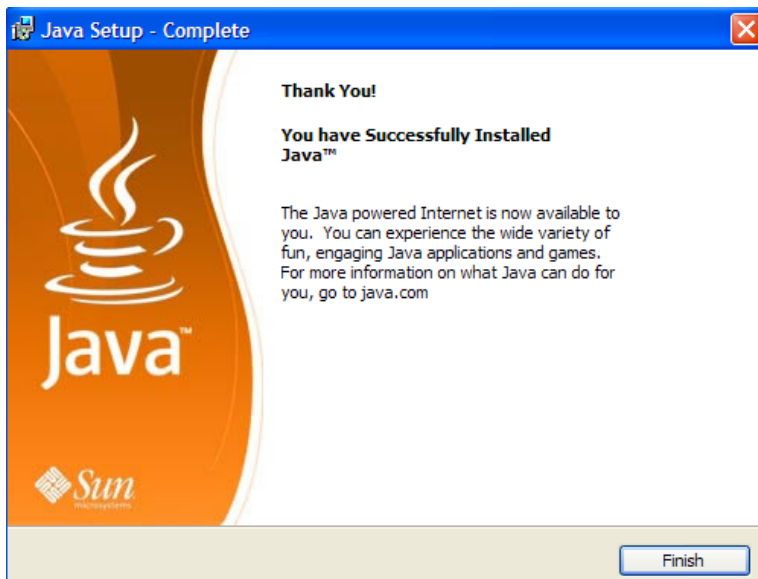 Java Setup - Complete
Thank You!
You have Successfully Installed
Java™
The Java powered Internet is now available to
you.  You can experience the wide variety of
fun, engaging Java applications and games.
For more information on what Java can do for
you, go to java.com
Java™
Sun
microsystems
Finish